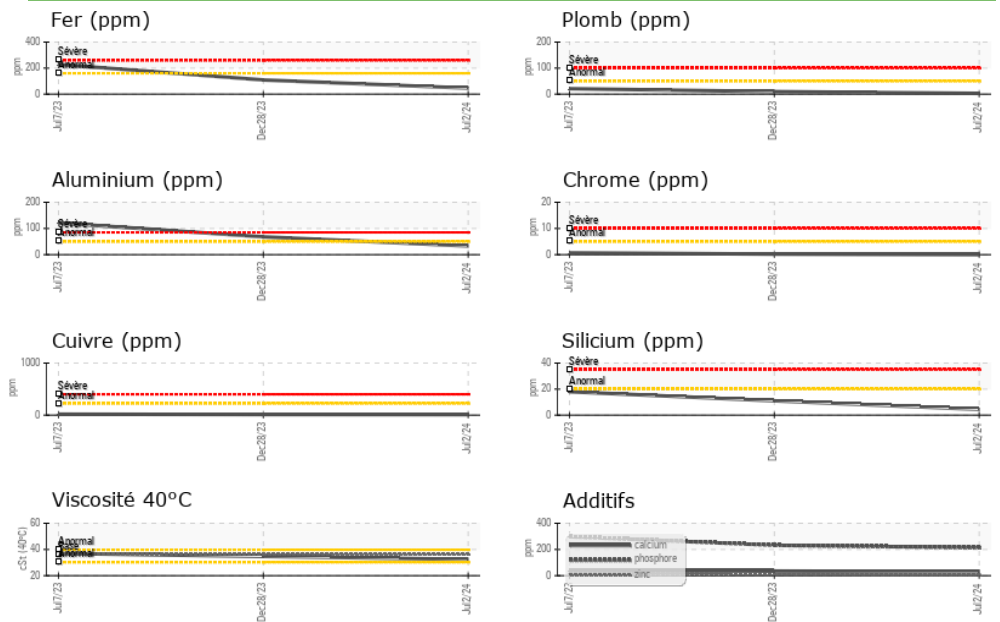 Fer (ppm)
400
200
0
ppm
Sévère
Anormal
Jul7/23
Dec28/23
Jul2/24
Plomb (ppm)
200
100
0
ppm
Sévère
Anormal
Jul7/23
Dec28/23
Jul2/24
Aluminium (ppm)
200
100
0
ppm
Sévère
Anormal
Jul7/23
Dec28/23
Jul2/24
Chrome (ppm)
20
10
0
ppm
Sévère
Anormal
Jul7/23
Dec28/23
Jul2/24
Cuivre (ppm)
1000
500
0
ppm
Sévère
Anormal
Jul7/23
Dec28/23
Jul2/24
Silicium (ppm)
40
20
0
ppm
Sévère
Anormal
Jul7/23
Dec28/23
Jul2/24
Viscosité 40°C
60
40
20
cSt (40°C)
Anormal
Anormal
Jul7/23
Dec28/23
Jul2/24
Additifs
400
200
0
ppm
calcium
phosphore
zinc
Jul7/23
Dec28/23
Jul2/24